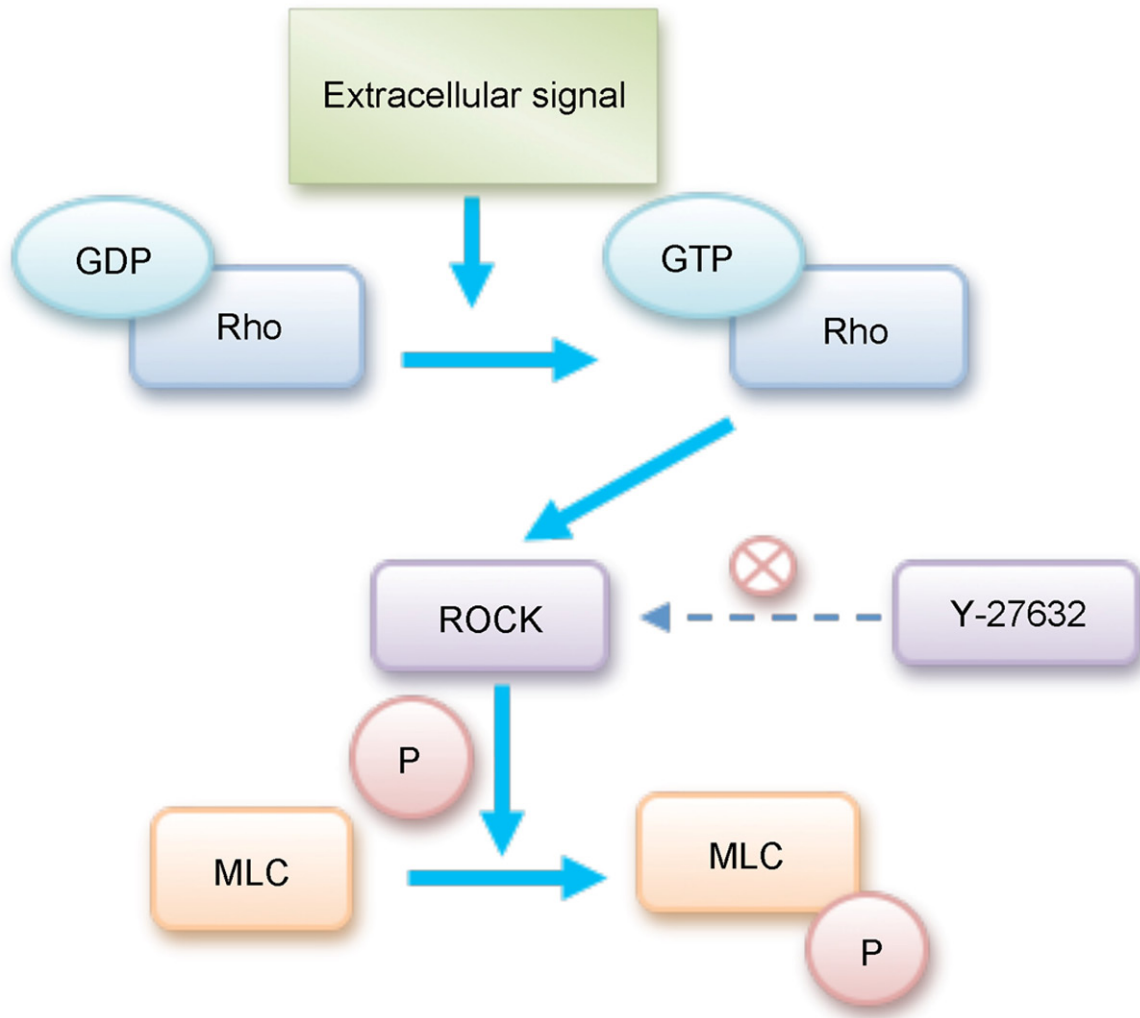 Extracellular signal
GDP
Rho
GTP
Rho
ROCK
Y-27632
P
MLC
MLC
P